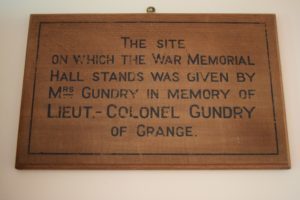 THE SITE
ON WHICH THE WAR MEMORIAL
HALL STANDS WAS GIVEN BY
MRS GUNDRY IN MEMORY OF
LIEUT.-COLONEL GUNDRY
OF GRANGE.